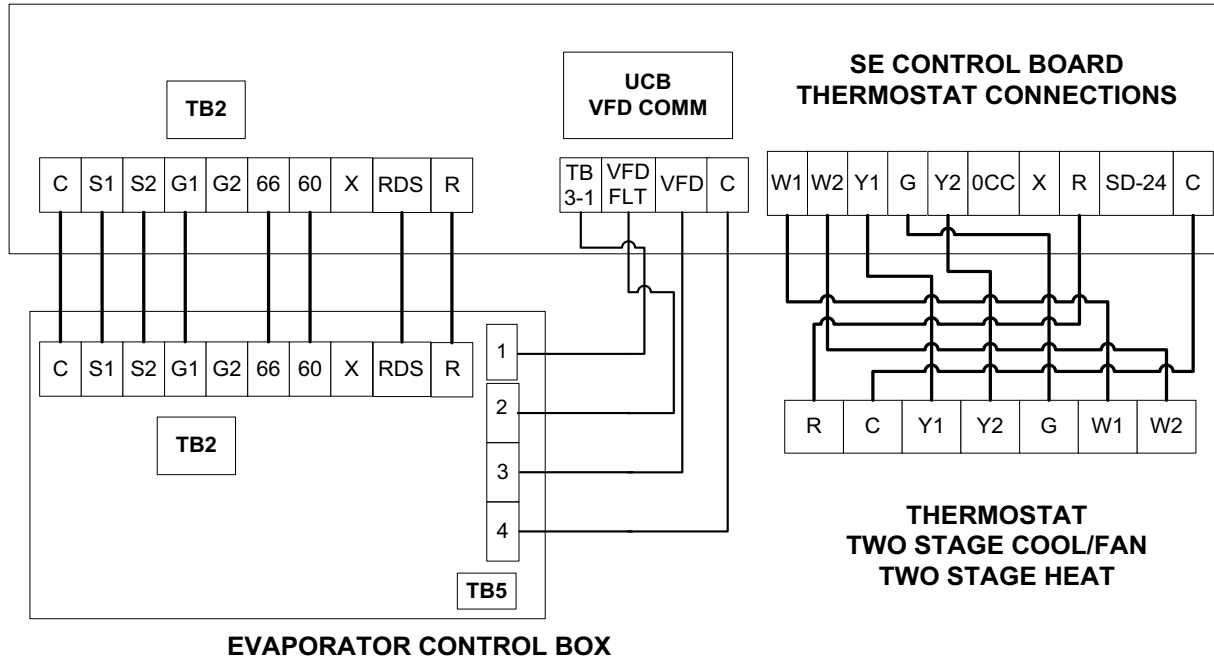 TB2
C S1 S2 G1 G2 66 60 X RDS R
UCB
VFD COMM
TB
3-1
VFD
FLT
VFD
C
SE CONTROL BOARD
THERMOSTAT CONNECTIONS
W1 W2 Y1 G Y2 0CC X R SD-24 C
C S1 S2 G1 G2 66 60 X RDS R
TB2
1
2
3
4
TB5
EVAPORATOR CONTROL BOX
R C Y1 Y2 G W1 W2
THERMOSTAT
TWO STAGE COOL/FAN
TWO STAGE HEAT